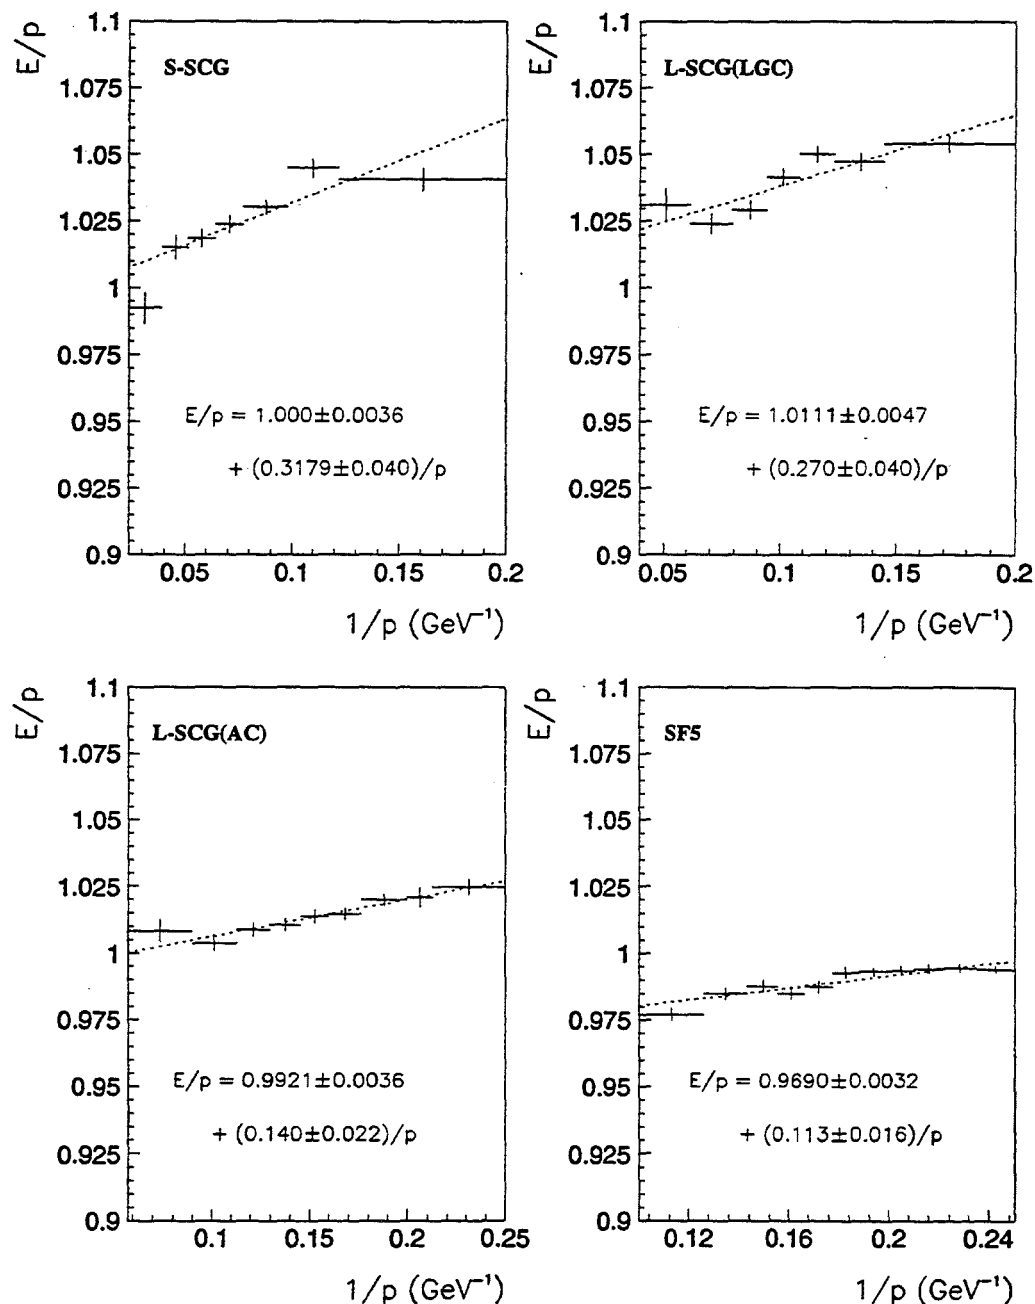 E/p
1.1
S-SCG
1.075
1.05
1.025
1
0.975
0.95
0.925
0.9
E/p = 1.000±0.0036
+ (0.3179±0.040)/p
0.05 0.1 0.15 0.2
1/p (GeV⁻¹)
E/p
1.1
L-SCG(LGC)
1.075
1.05
1.025
1
0.975
0.95
0.925
0.9
E/p = 1.0111±0.0047
+ (0.270±0.040)/p
0.05 0.1 0.15 0.2
1/p (GeV⁻¹)
E/p
1.1
L-SCG(AC)
1.075
1.05
1.025
1
0.975
0.95
0.925
0.9
E/p = 0.9921±0.0036
+ (0.140±0.022)/p
0.1 0.15 0.2 0.25
1/p (GeV⁻¹)
E/p
1.1
SF5
1.075
1.05
1.025
1
0.975
0.95
0.925
0.9
E/p = 0.9690±0.0032
+ (0.113±0.016)/p
0.12 0.16 0.2 0.24
1/p (GeV⁻¹)